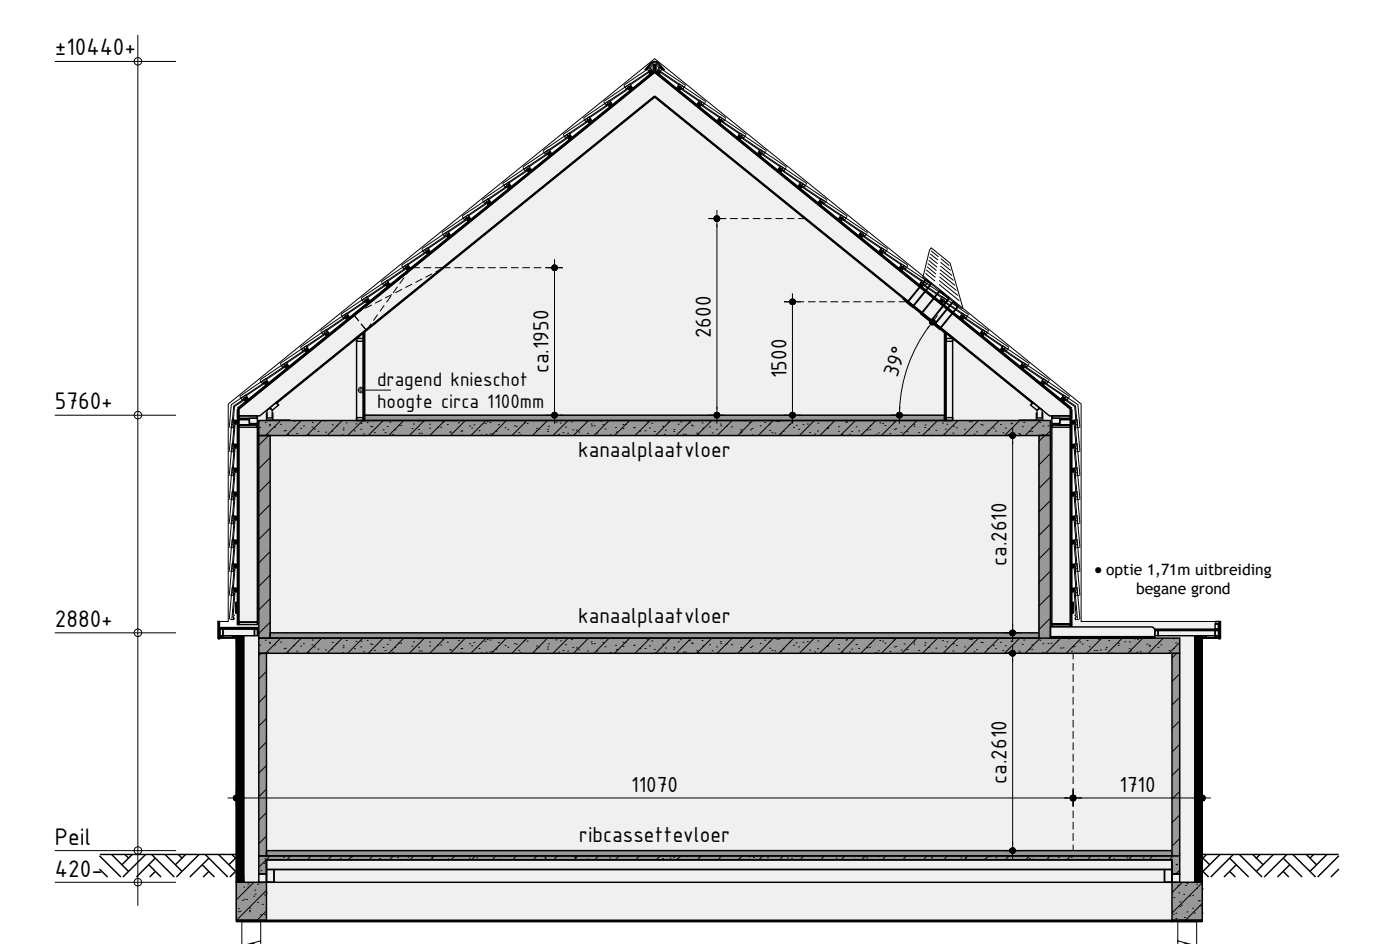 ±10440+
2600
ca.1950
1500
39°
dragend knieschot
hoogte circa 1100mm
5760+
kanaalplaatvloer
ca.2610
• optie 1,71m uitbreiding
begane grond
2880+
kanaalplaatvloer
ca.2610
11070
1710
Peil
ribcassettevloer
420-